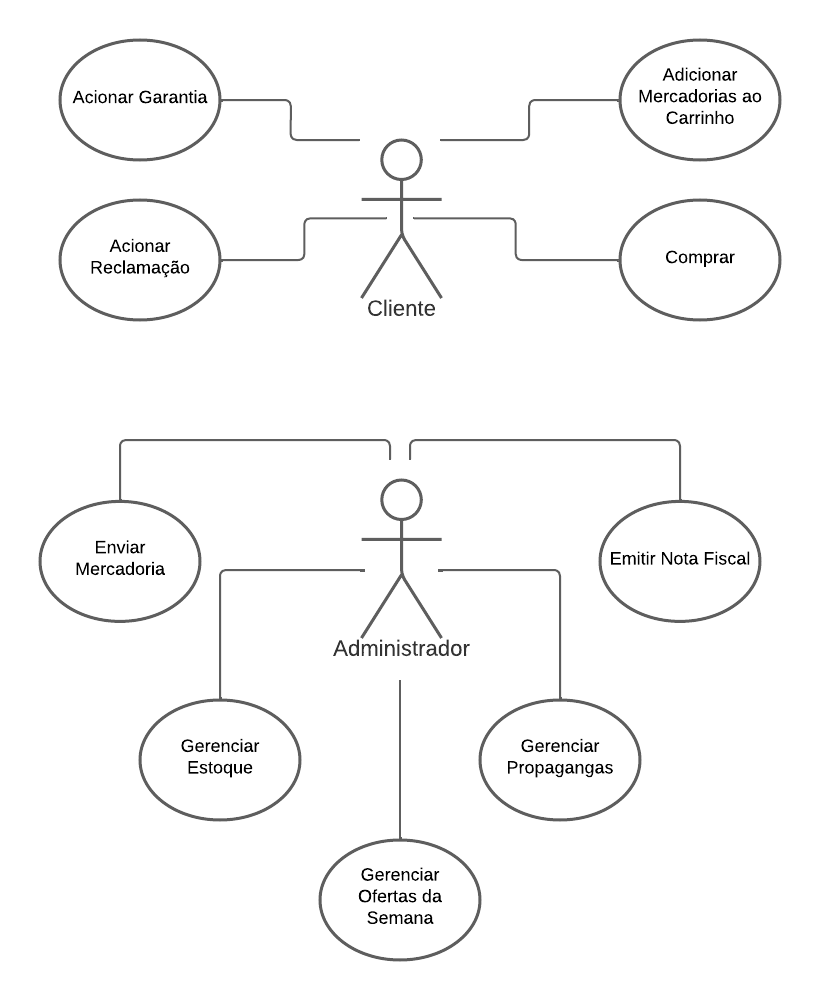 Acionar Garantia
Adicionar
Mercadorias ao
Carrinho
Acionar
Reclamação
Comprar
Cliente
Enviar
Mercadoria
Emitir Nota Fiscal
Administrador
Gerenciar
Estoque
Gerenciar
Propagangas
Gerenciar
Ofertas da
Semana